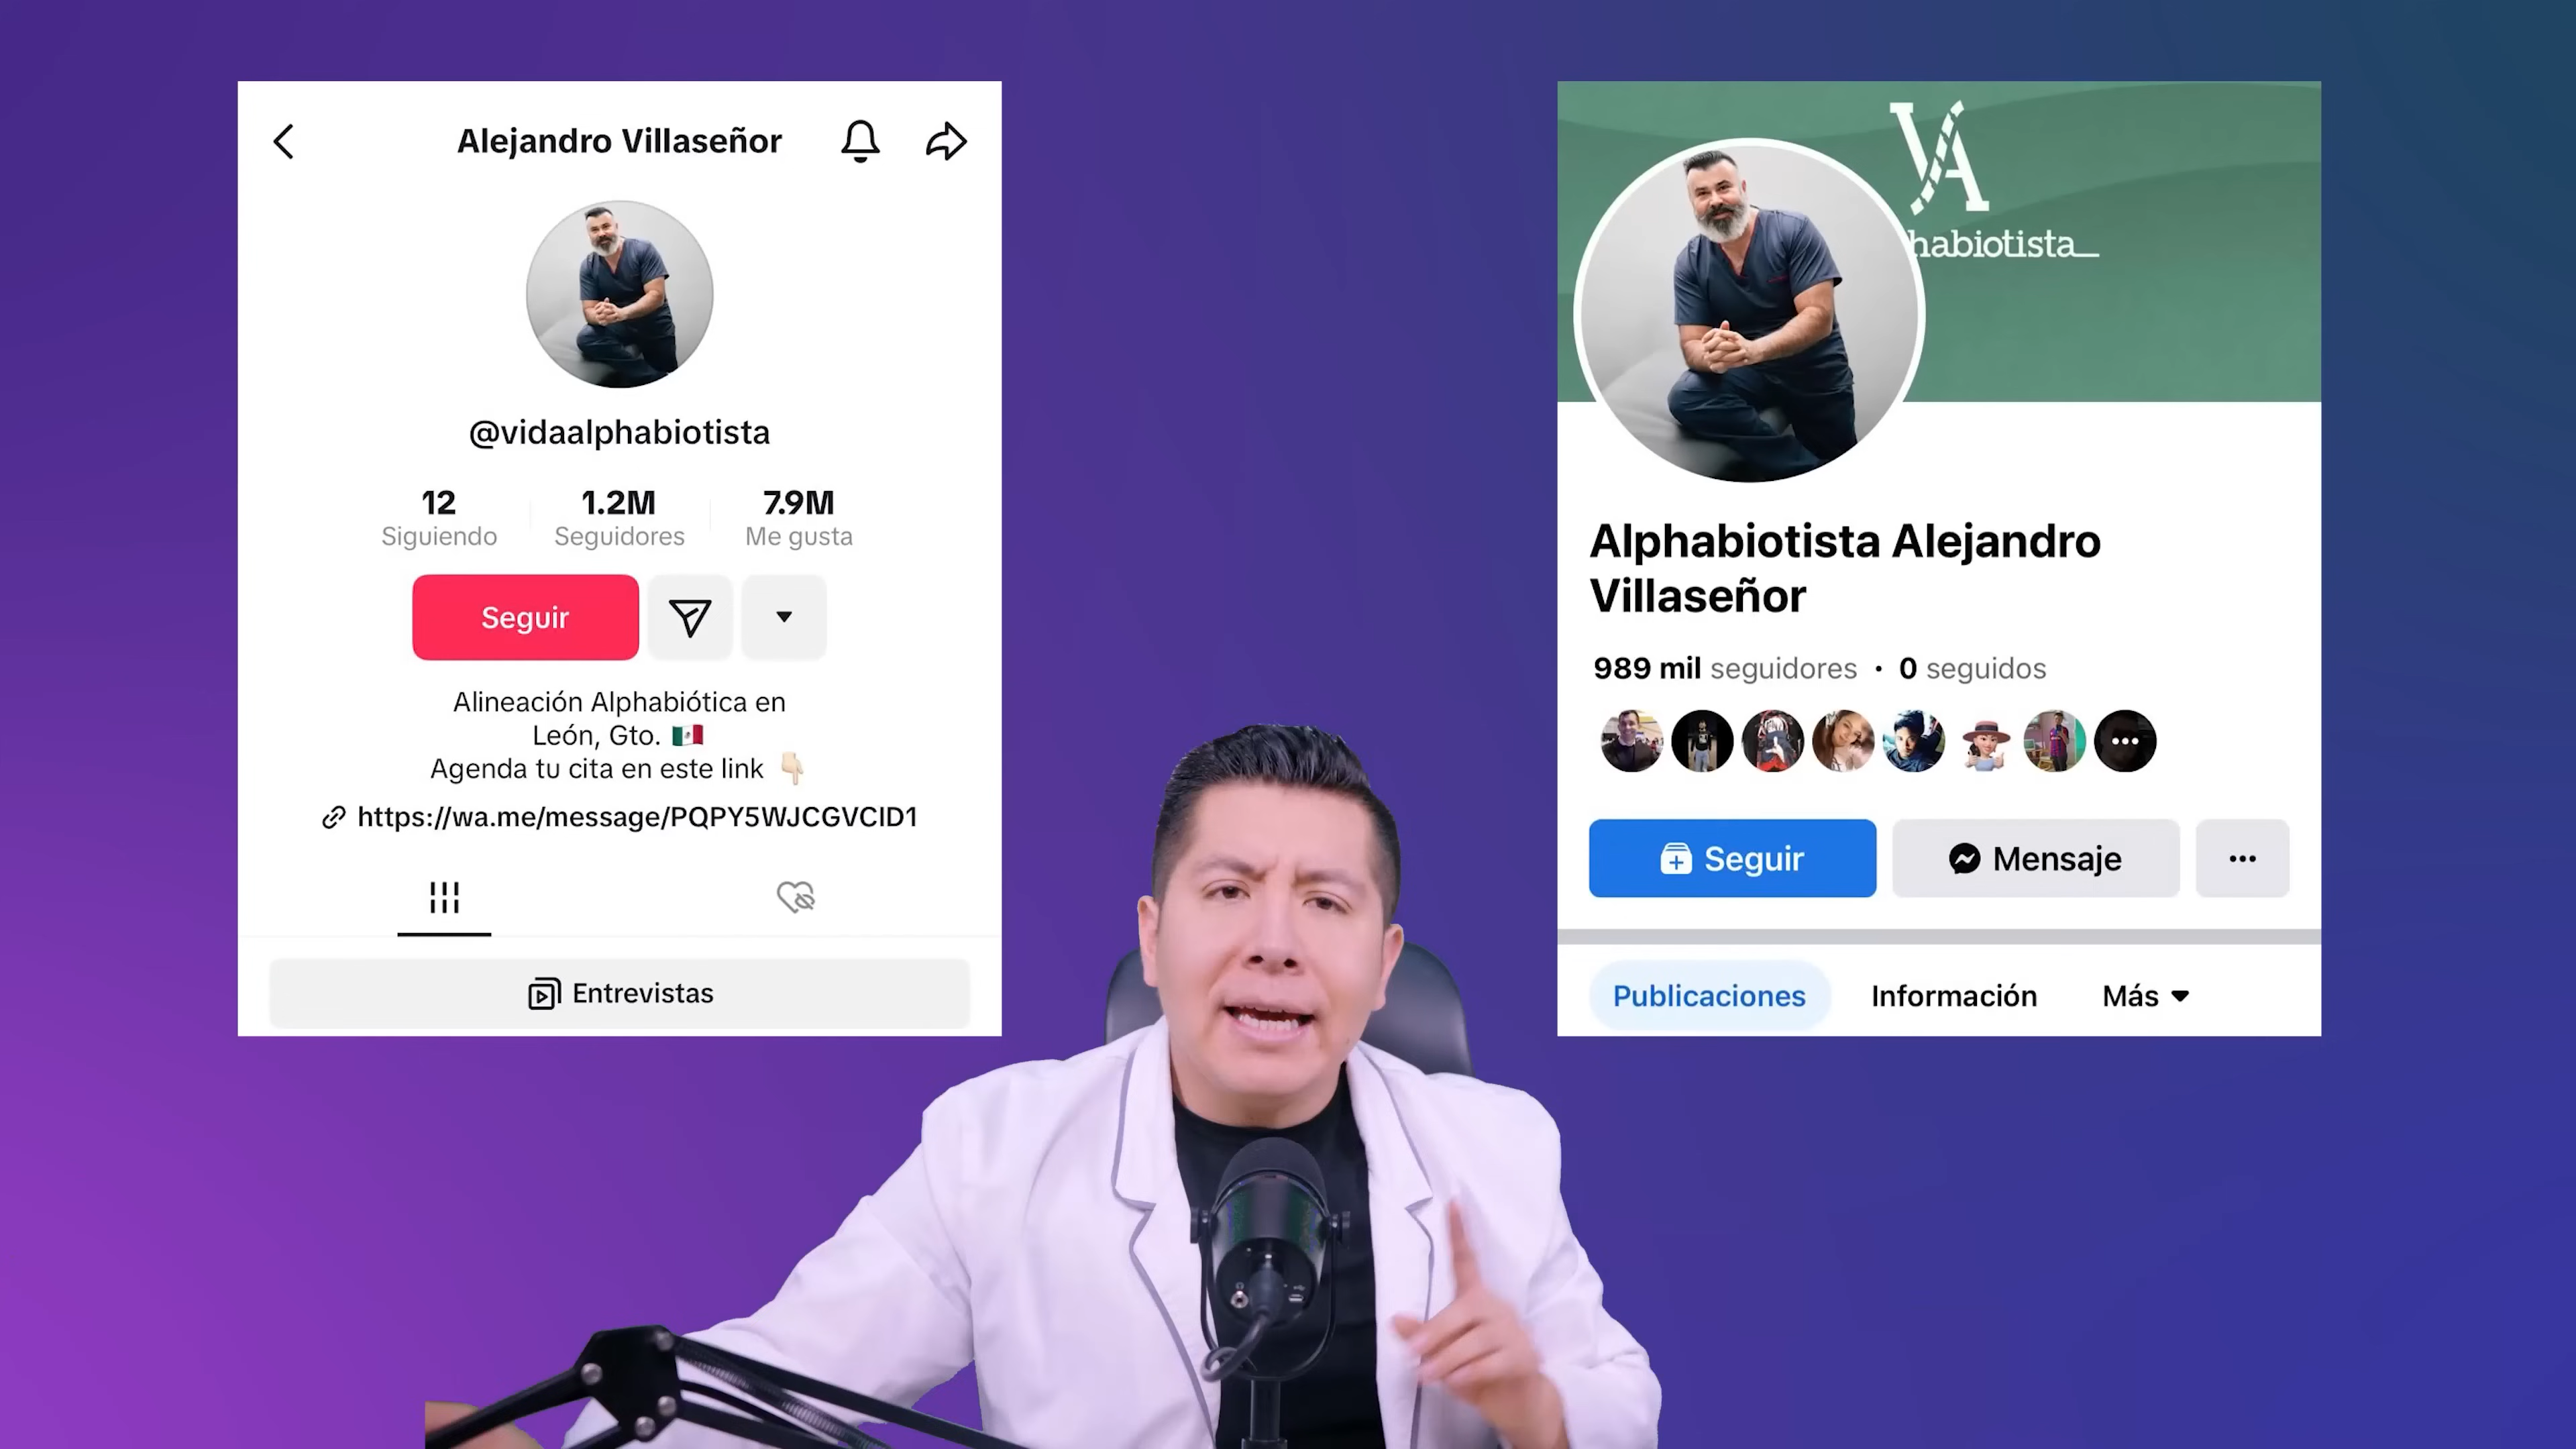 Alejandro Villaseñor
@vidaalphabiotista
12
1.2M
7.9M
Siguiendo
Seguidores
Me gusta
Seguir
Alineación Alphabiótica en
León, Gto. 🇲🇽
Agenda tu cita en este link 👇🏻
https://wa.me/message/PQPY5WJCGVCID1
Entrevistas
VA
habiotista_
Alphabiotista Alejandro
Villaseñor
989 mil seguidores · 0 seguidos
Seguir
Mensaje
Publicaciones
Información
Más